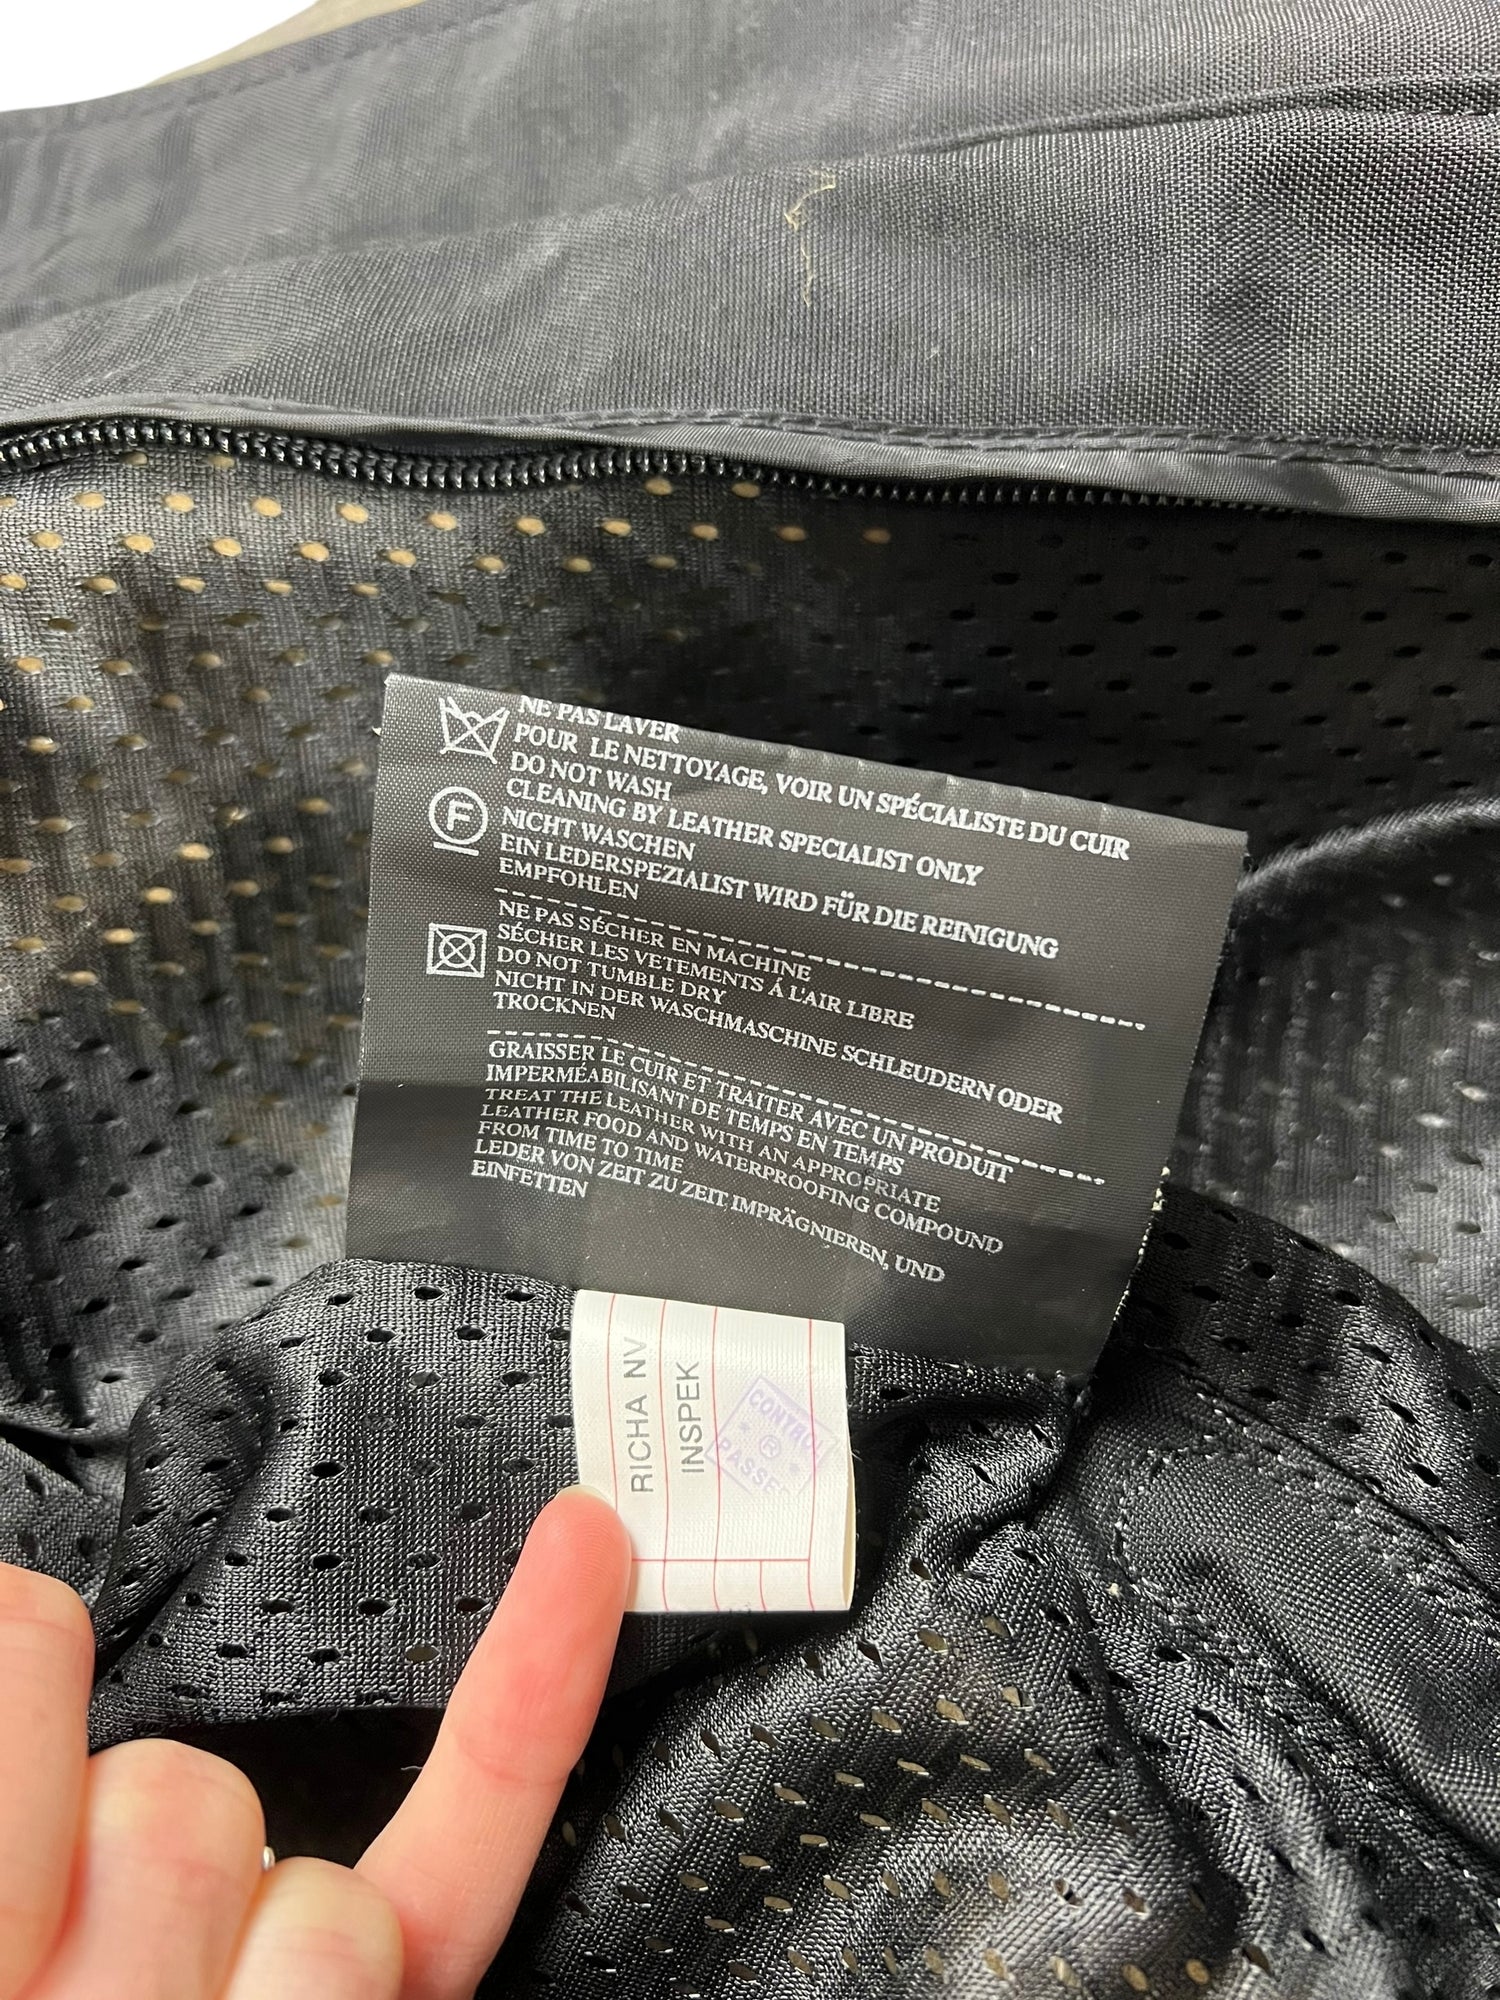 NE PAS LAVER
POUR LE NETTOYAGE, VOIR UN SPÉCIALISTE DU CUIR
DO NOT WASH
CLEANING BY LEATHER SPECIALIST ONLY
NICHT WASCHEN
EIN LEDERSPEZIALIST WIRD FÜR DIE REINIGUNG
EMPFOHLEN
F
NE PAS SÉCHER EN MACHINE
SÉCHER LES VETEMENTS Á L'AIR LIBRE
DO NOT TUMBLE DRY
NICHT IN DER WASCHMASCHINE SCHLEUDERN ODER
TROCKNEN
GRAISSER LE CUIR ET TRAITER AVEC UN PRODUIT
IMPERMÉABILISANT DE TEMPS EN TEMPS
TREAT THE LEATHER WITH AN APPROPRIATE
LEATHER FOOD AND WATERPROOFING COMPOUND
FROM TIME TO TIME
LEDER VON ZEIT ZU ZEIT IMPRÄGNIEREN, UND
EINFETTEN
RICHA NV
INSPEK
CONTROL
* ® *
PASSED